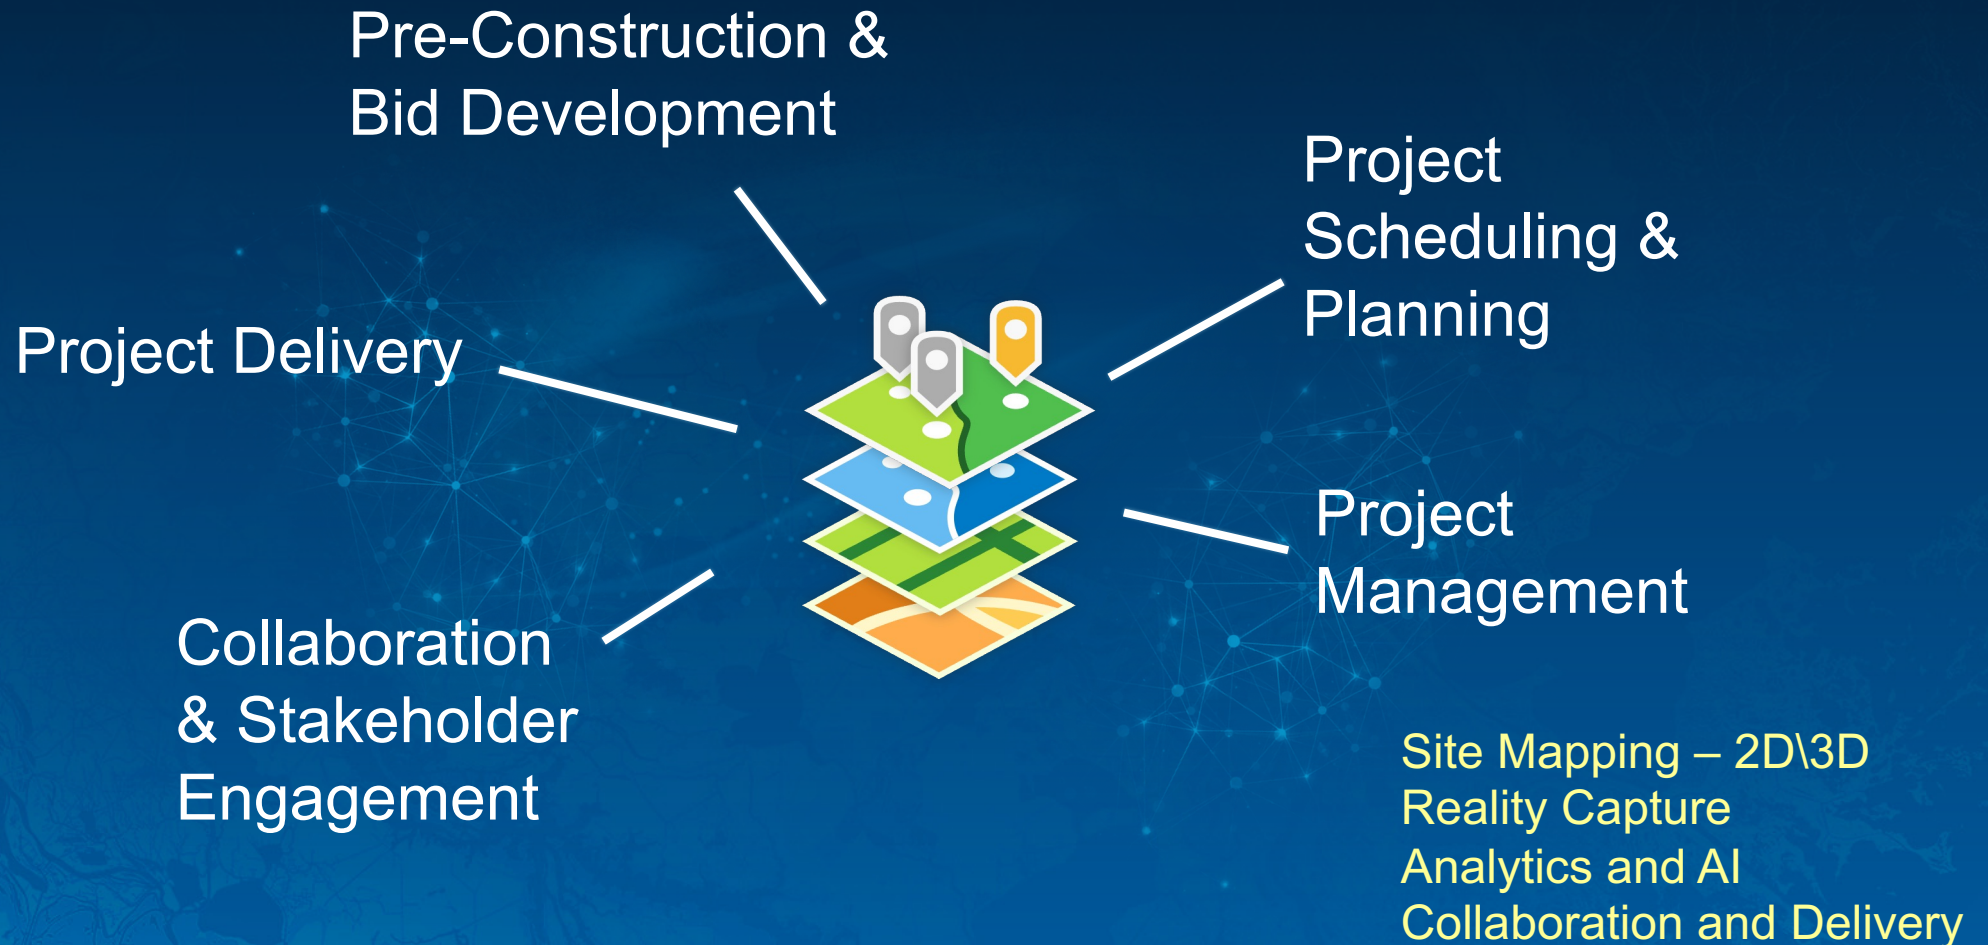 Pre-Construction &
Bid Development
Project
Scheduling &
Planning
Project Delivery
Project
Management
Collaboration
& Stakeholder
Engagement
Site Mapping – 2D\3D
Reality Capture
Analytics and AI
Collaboration and Delivery